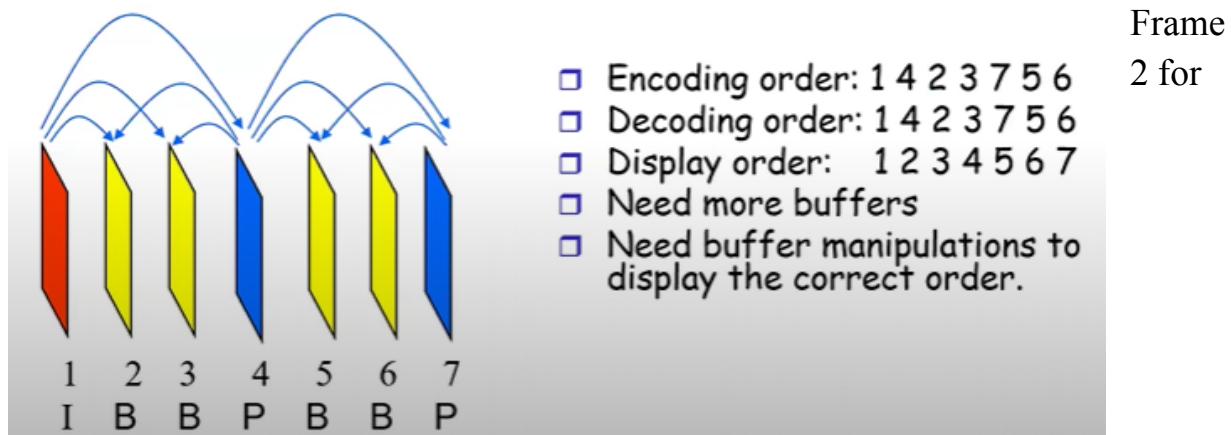 Frame
2 for
Encoding order: 1 4 2 3 7 5 6
Decoding order: 1 4 2 3 7 5 6
Display order: 1 2 3 4 5 6 7
Need more buffers
Need buffer manipulations to
display the correct order.
1 2 3 4 5 6 7
I B B P B B P